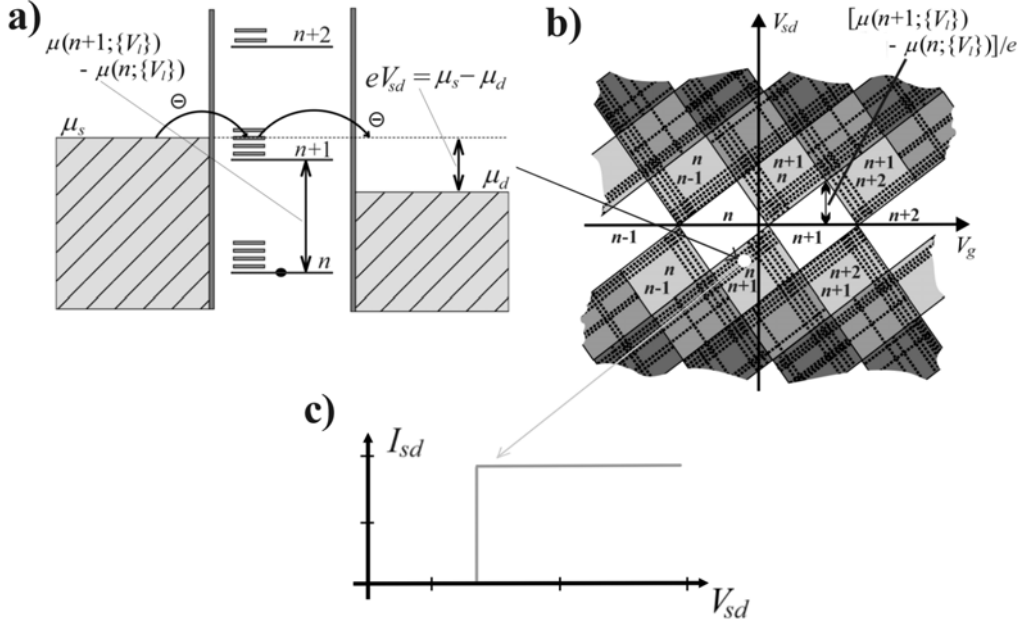 a)
μ(n+1;{V_l})
- μ(n;{V_l})
n+2
eV_sd = μ_s − μ_d
μ_s
n+1
μ_d
n
b)
V_sd
[μ(n+1;{V_l})
- μ(n;{V_l})]/e
n
n-1
n+1
n
n+1
n+2
n
n+2
n-1
n+1
V_g
n
n-1
n
n+1
n+2
n+1
c)
I_sd
V_sd